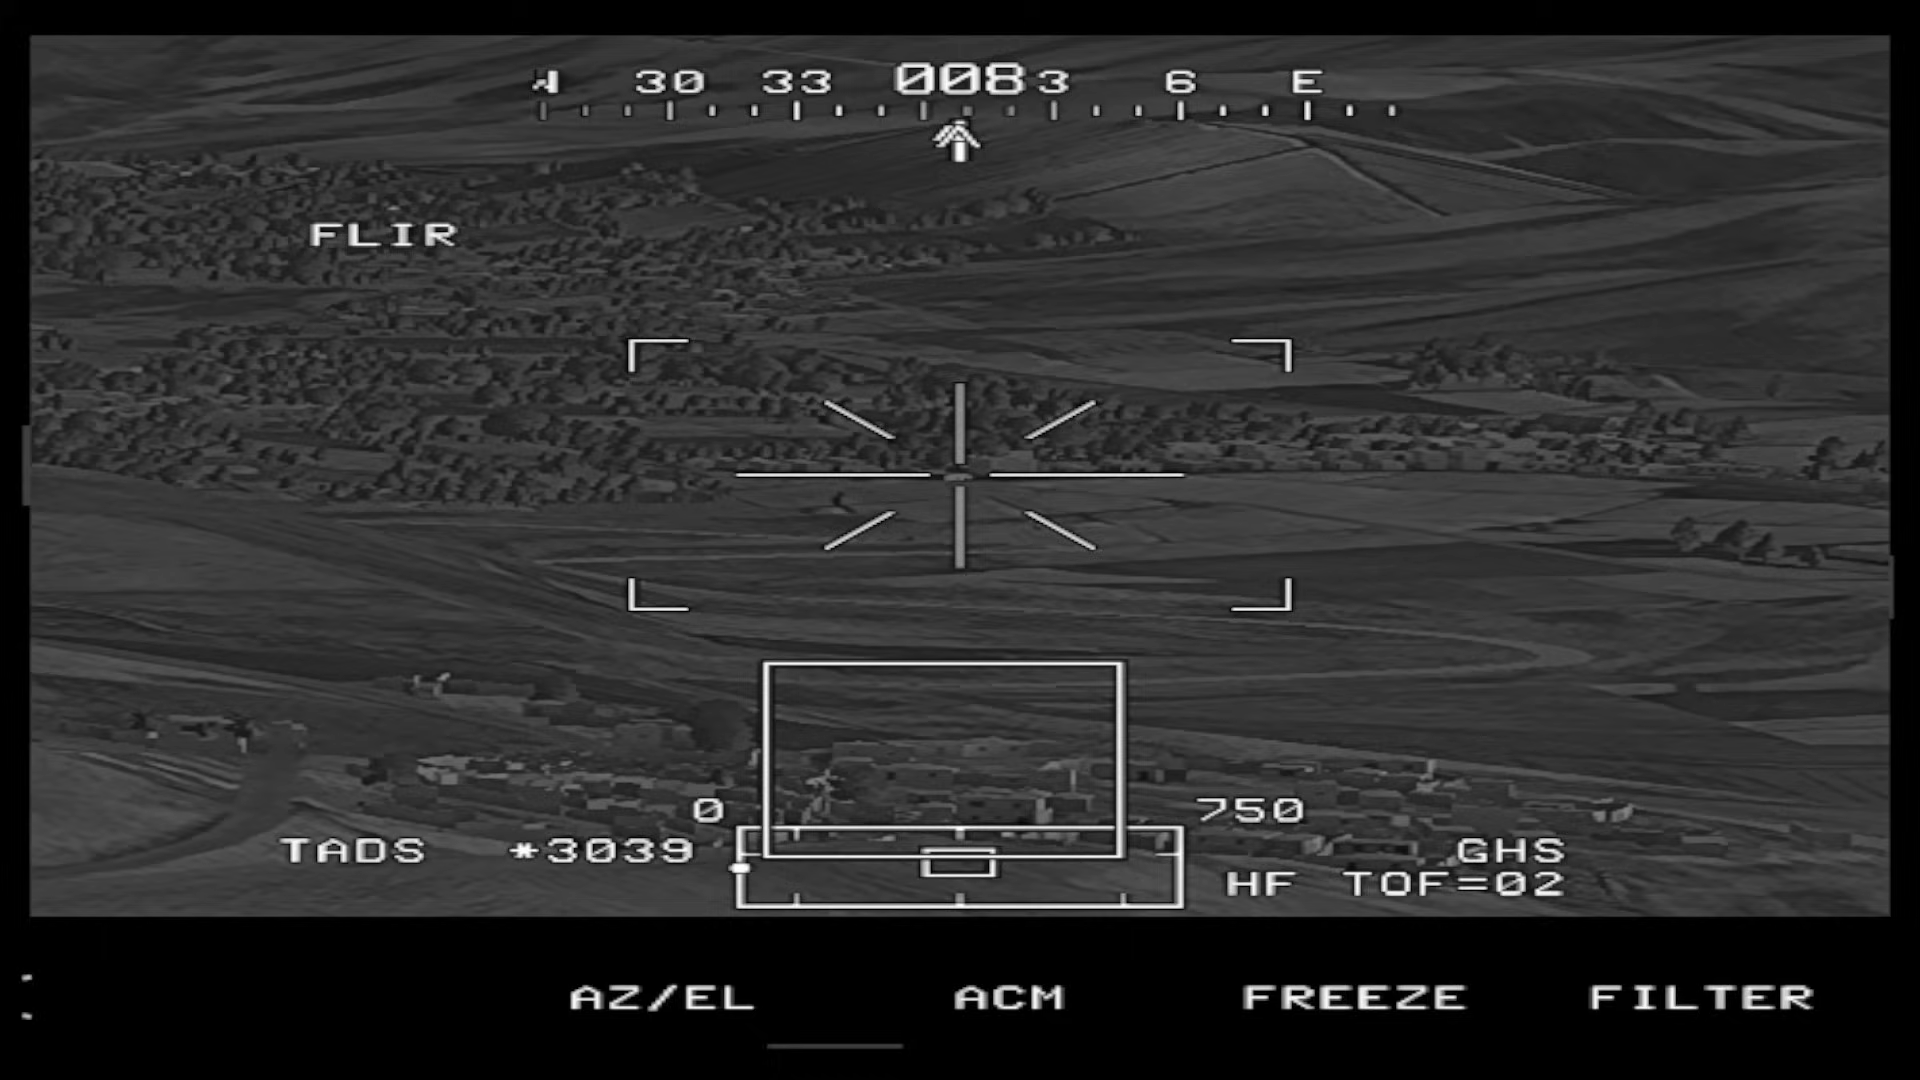 30 33 008 3 6 E
FLIR
0 750
TADS *3039 GHS
HF TOF=02
AZ/EL ACM FREEZE FILTER